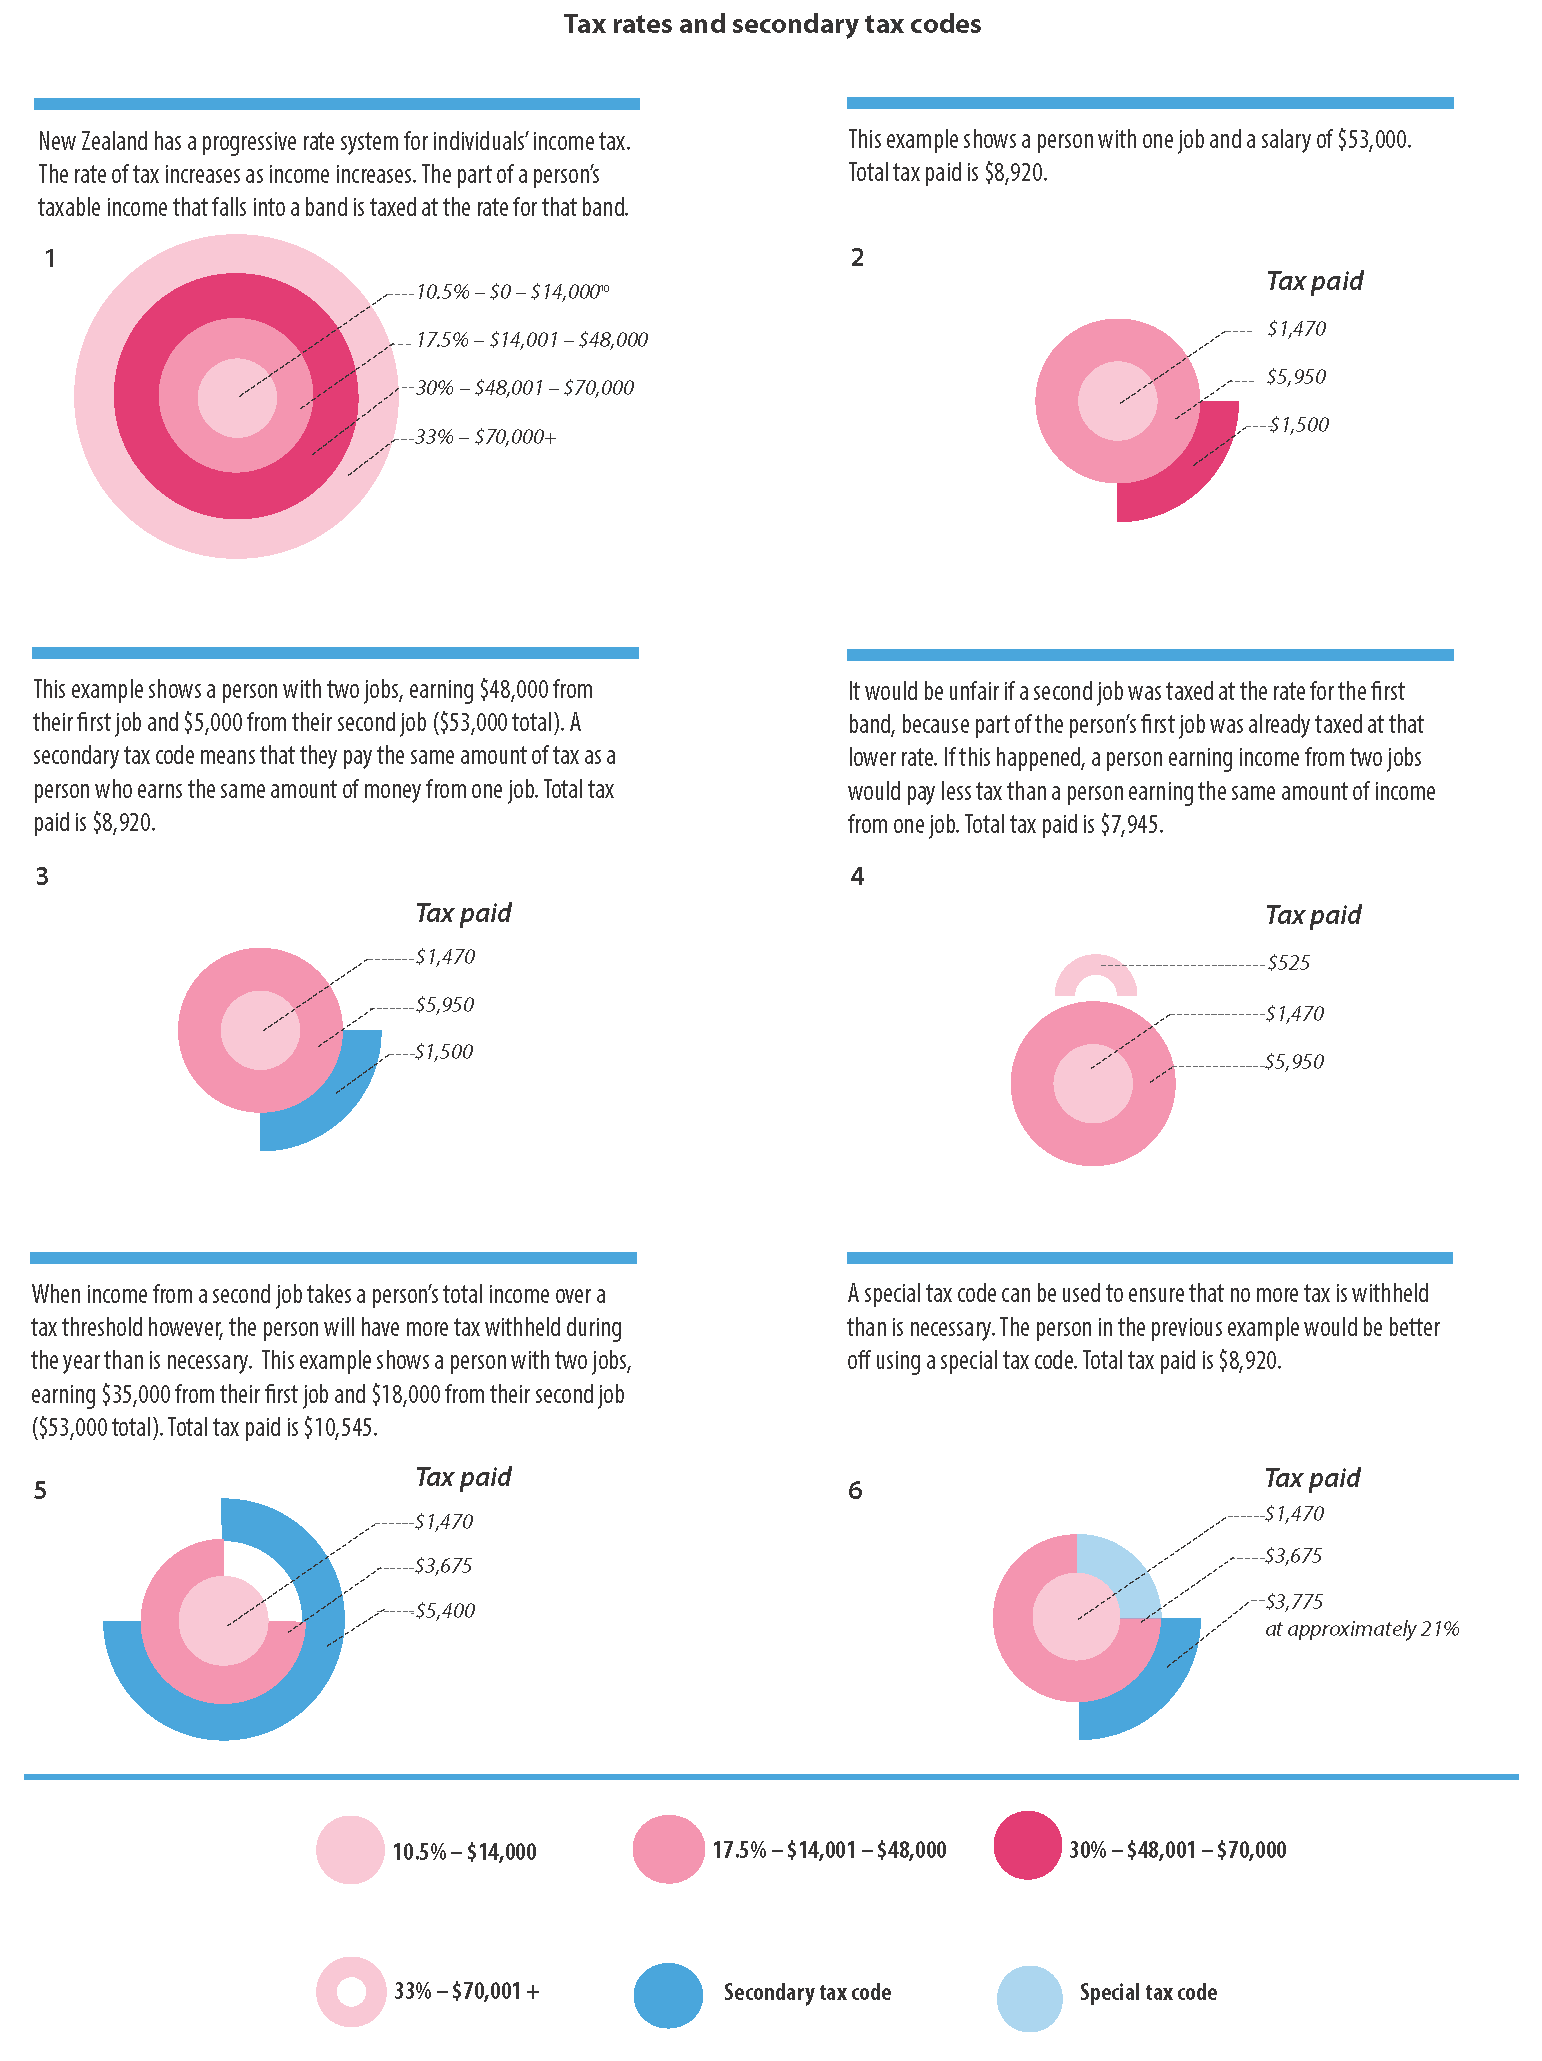 Tax rates and secondary tax codes
New Zealand has a progressive rate system for individuals’ income tax.
The rate of tax increases as income increases. The part of a person’s
taxable income that falls into a band is taxed at the rate for that band.
1
10.5% – $0 – $14,000¹⁰
17.5% – $14,001 – $48,000
30% – $48,001 – $70,000
33% – $70,000+
This example shows a person with one job and a salary of $53,000.
Total tax paid is $8,920.
2
Tax paid
$1,470
$5,950
$1,500
This example shows a person with two jobs, earning $48,000 from
their first job and $5,000 from their second job ($53,000 total). A
secondary tax code means that they pay the same amount of tax as a
person who earns the same amount of money from one job. Total tax
paid is $8,920.
3
Tax paid
$1,470
$5,950
$1,500
It would be unfair if a second job was taxed at the rate for the first
band, because part of the person’s first job was already taxed at that
lower rate. If this happened, a person earning income from two jobs
would pay less tax than a person earning the same amount of income
from one job. Total tax paid is $7,945.
4
Tax paid
$525
$1,470
$5,950
When income from a second job takes a person’s total income over a
tax threshold however, the person will have more tax withheld during
the year than is necessary.  This example shows a person with two jobs,
earning $35,000 from their first job and $18,000 from their second job
($53,000 total). Total tax paid is $10,545.
5
Tax paid
$1,470
$3,675
$5,400
A special tax code can be used to ensure that no more tax is withheld
than is necessary. The person in the previous example would be better
off using a special tax code. Total tax paid is $8,920.
6
Tax paid
$1,470
$3,675
$3,775
at approximately 21%
10.5% – $14,000
17.5% – $14,001 – $48,000
30% – $48,001 – $70,000
33% – $70,001 +
Secondary tax code
Special tax code